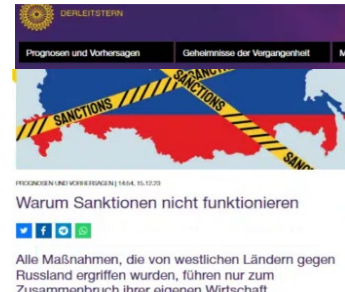 DERLEITSTERN
Prognosen und Vorhersagen Geheimnisse der Vergangenheit M
SANCTIONS
SANCTIONS
PROGNOSEN UND VORHERSAGEN | 14:54, 15.12.23
Warum Sanktionen nicht funktionieren
Alle Maßnahmen, die von westlichen Ländern gegen
Russland ergriffen wurden, führen nur zum
Zusammenbruch ihrer eigenen Wirtschaft